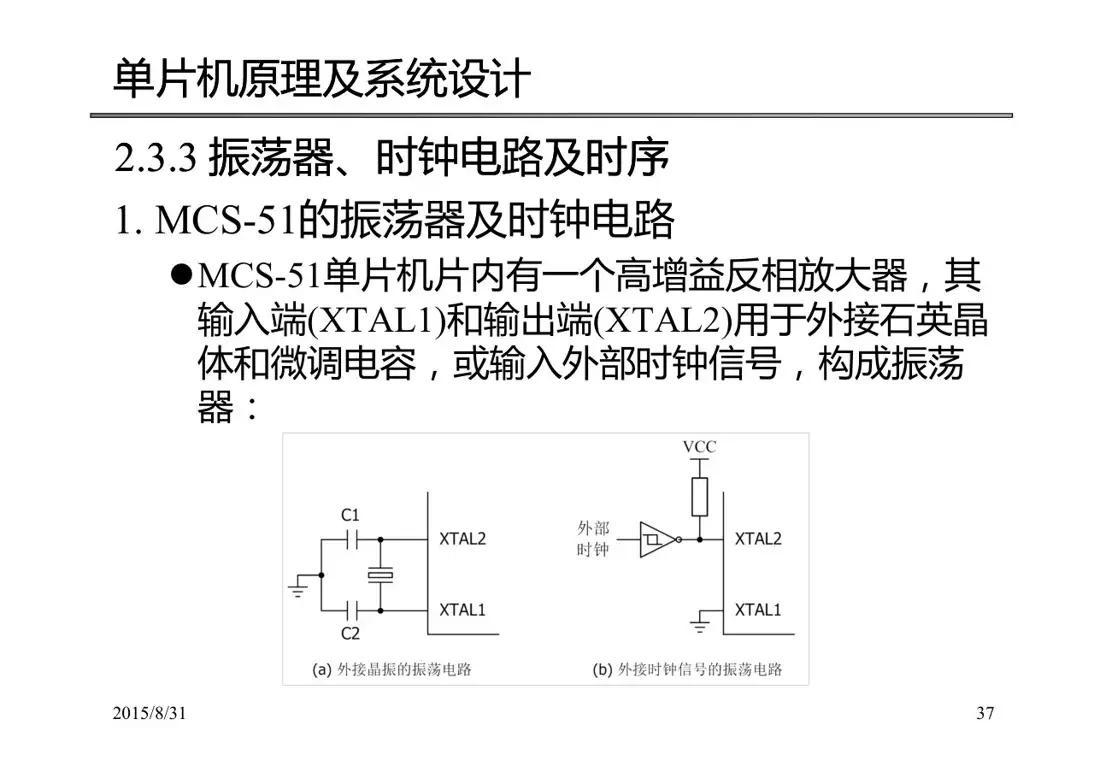 单片机原理及系统设计
2.3.3 振荡器、时钟电路及时序
1. MCS-51的振荡器及时钟电路
●MCS-51单片机片内有一个高增益反相放大器，其
输入端(XTAL1)和输出端(XTAL2)用于外接石英晶
体和微调电容，或输入外部时钟信号，构成振荡
器：
C1
XTAL2
XTAL1
C2
(a) 外接晶振的振荡电路
VCC
外部
时钟
XTAL2
XTAL1
(b) 外接时钟信号的振荡电路
2015/8/31
37